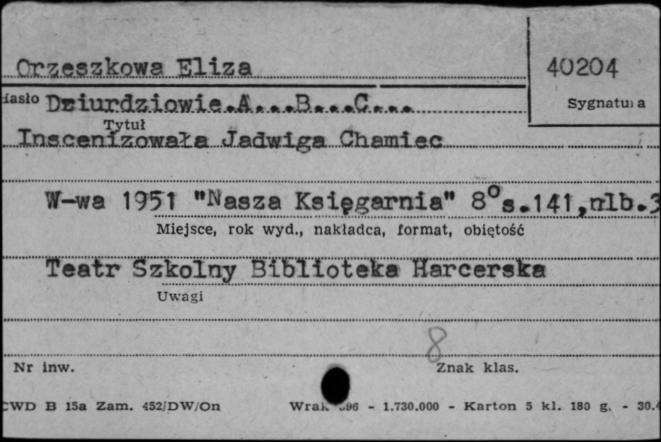 Orzeszkowa Eliza
40204
Hasło Dziurdziowie.A...B...C...
Sygnatura
Tytuł
Inscenizowała Jadwiga Chamiec
W-wa 1951 "Nasza Księgarnia" 8° s.141,nlb.3
Miejsce, rok wyd., nakładca, format, objętość
Teatr Szkolny Biblioteka Harcerska
Uwagi
8
Nr inw. Znak klas.
CWD B 15a Zam. 452/DW/On - 1.730.000 - Karton 5 kl. 180 g. -